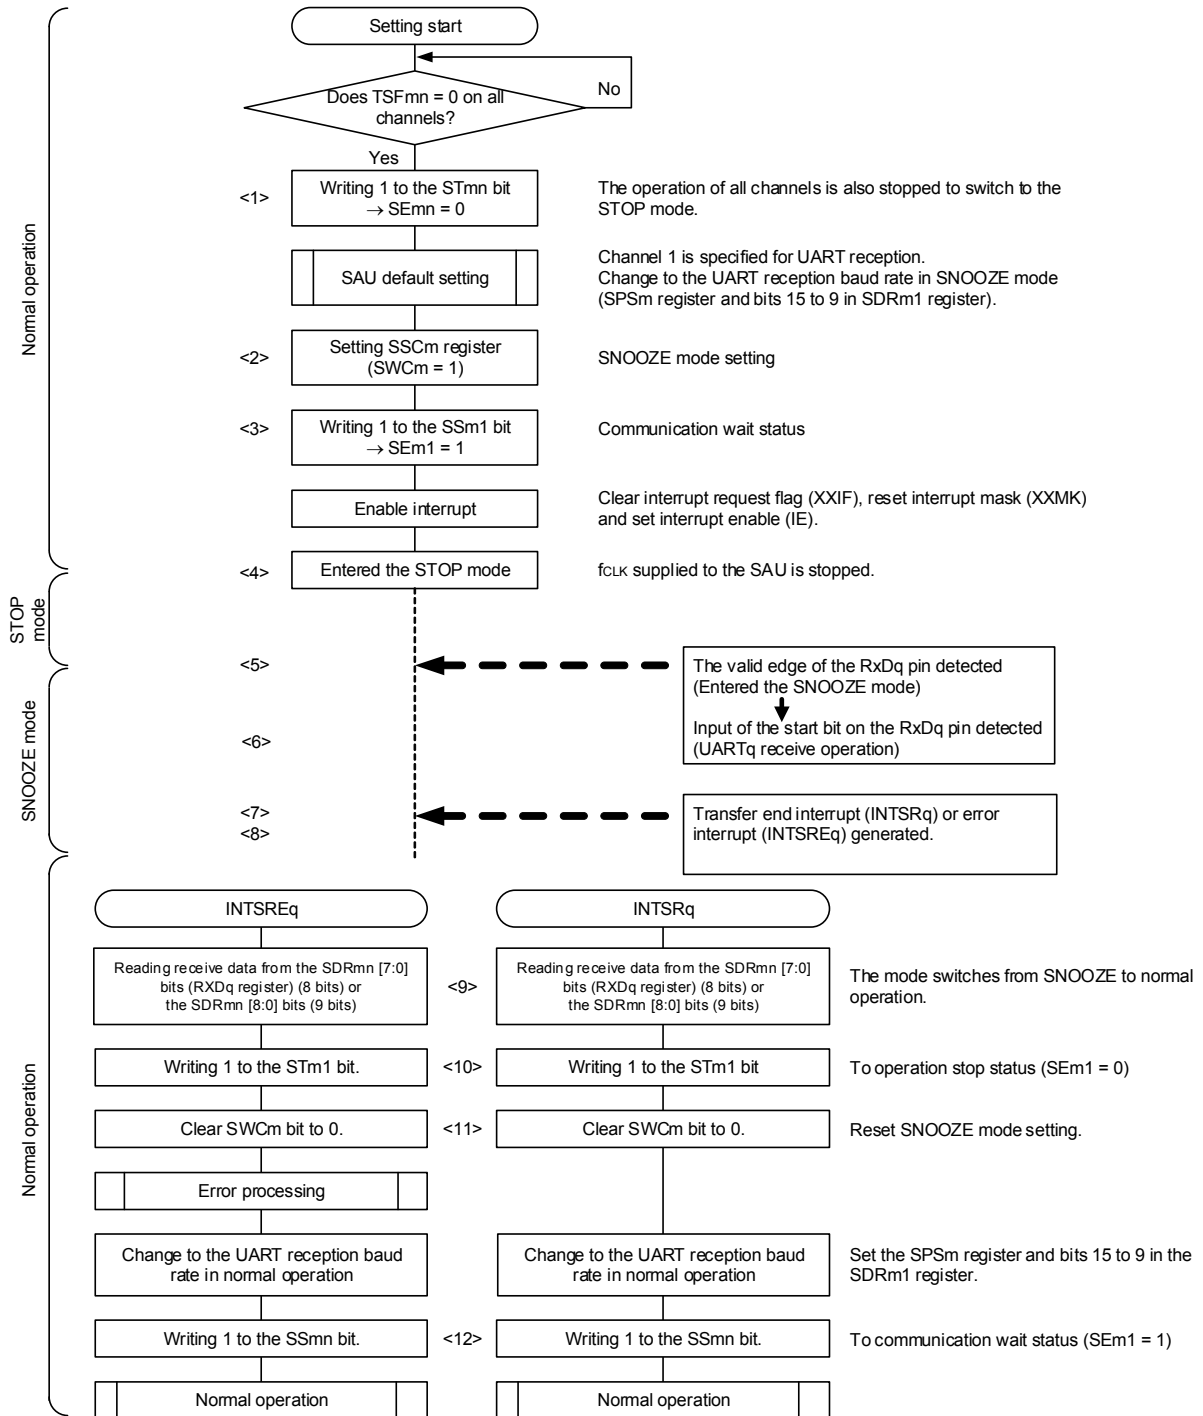 Setting start
No
Does TSFmn = 0 on all
channels?
Yes
Normal operation
<1>
Writing 1 to the STmn bit
→ SEmn = 0
The operation of all channels is also stopped to switch to the
STOP mode.
SAU default setting
Channel 1 is specified for UART reception.
Change to the UART reception baud rate in SNOOZE mode
(SPSm register and bits 15 to 9 in SDRm1 register).
<2>
Setting SSCm register
(SWCm = 1)
SNOOZE mode setting
<3>
Writing 1 to the SSm1 bit
→ SEm1 = 1
Communication wait status
Enable interrupt
Clear interrupt request flag (XXIF), reset interrupt mask (XXMK)
and set interrupt enable (IE).
<4>
Entered the STOP mode
fCLK supplied to the SAU is stopped.
STOP
mode
SNOOZE mode
<5>
The valid edge of the RxDq pin detected
(Entered the SNOOZE mode)
<6>
Input of the start bit on the RxDq pin detected
(UARTq receive operation)
<7>
<8>
Transfer end interrupt (INTSRq) or error
interrupt (INTSREq) generated.
Normal operation
INTSREq
INTSRq
Reading receive data from the SDRmn [7:0]
bits (RXDq register) (8 bits) or
the SDRmn [8:0] bits (9 bits)
<9>
Reading receive data from the SDRmn [7:0]
bits (RXDq register) (8 bits) or
the SDRmn [8:0] bits (9 bits)
The mode switches from SNOOZE to normal
operation.
Writing 1 to the STm1 bit.
<10>
Writing 1 to the STm1 bit
To operation stop status (SEm1 = 0)
Clear SWCm bit to 0.
<11>
Clear SWCm bit to 0.
Reset SNOOZE mode setting.
Error processing
Change to the UART reception baud
rate in normal operation
Change to the UART reception baud
rate in normal operation
Set the SPSm register and bits 15 to 9 in the
SDRm1 register.
Writing 1 to the SSmn bit.
<12>
Writing 1 to the SSmn bit.
To communication wait status (SEm1 = 1)
Normal operation
Normal operation